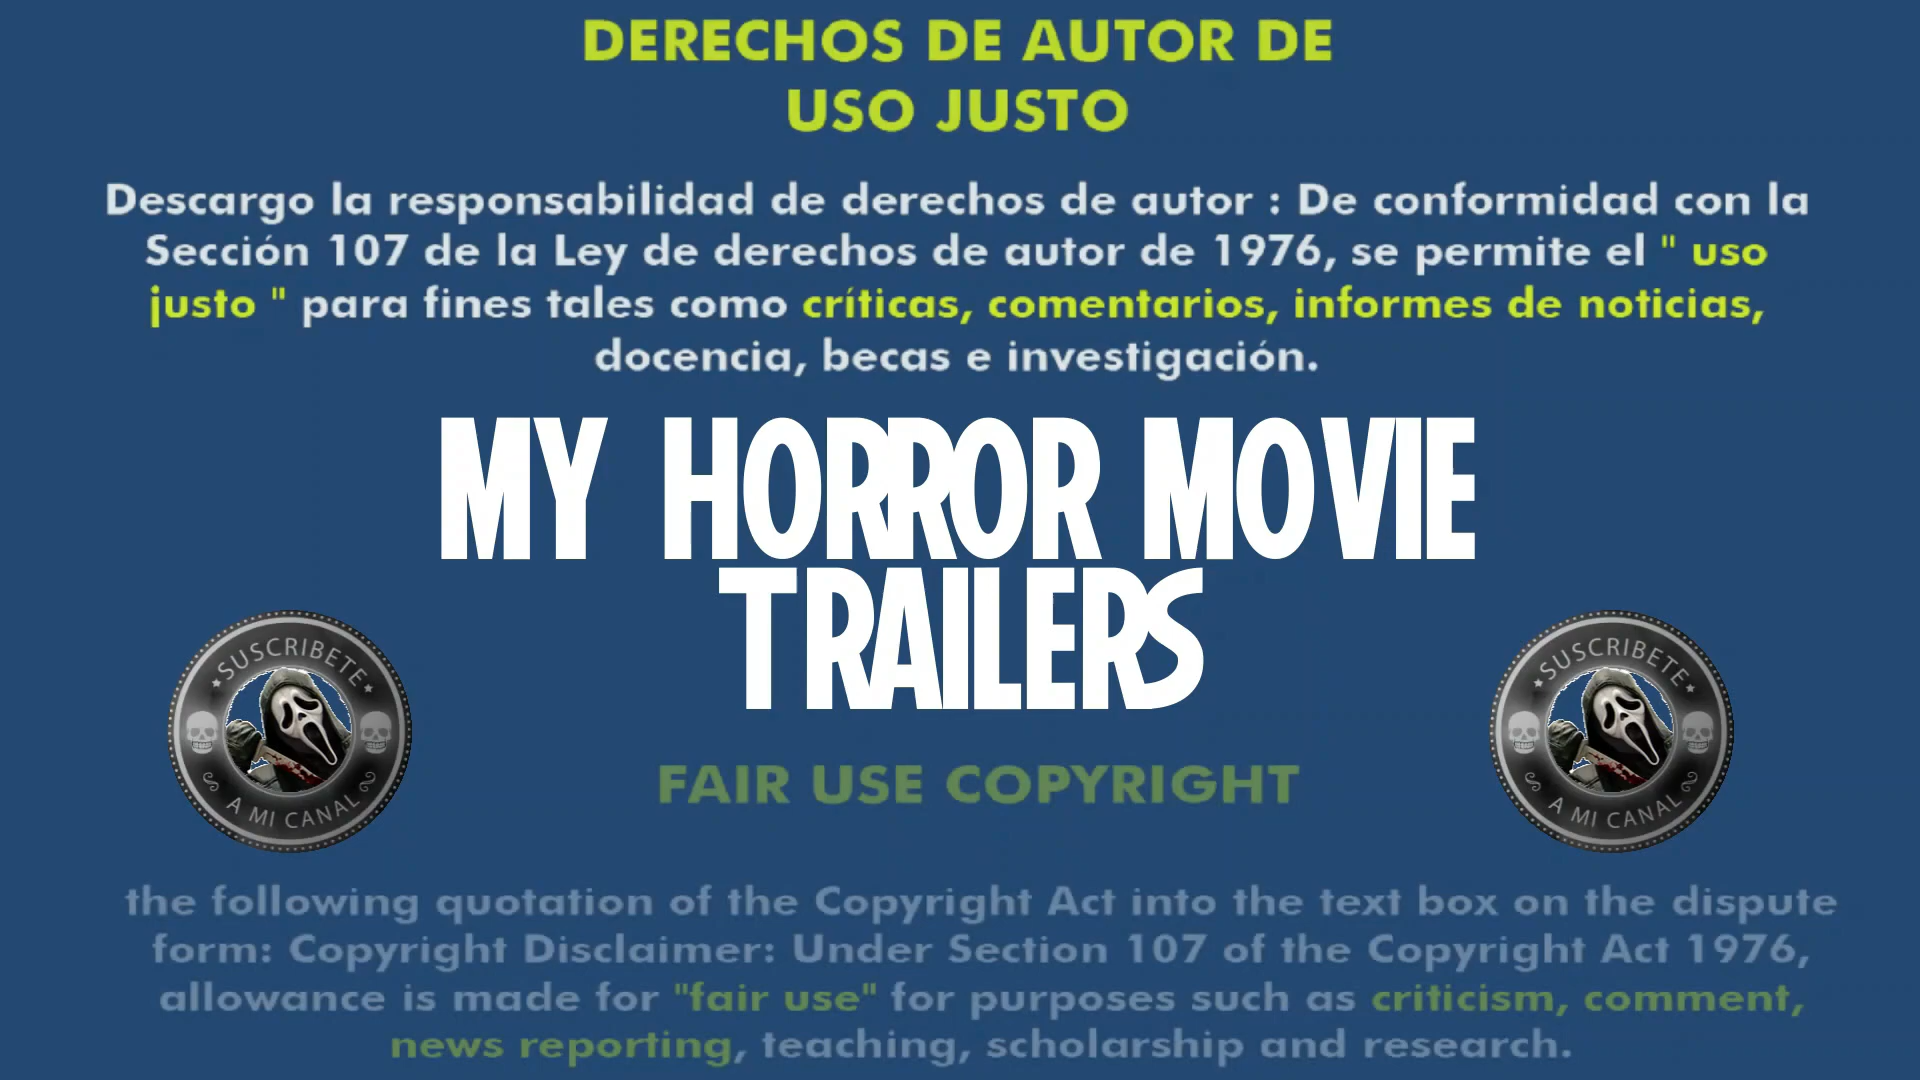 DERECHOS DE AUTOR DE
USO JUSTO
Descargo la responsabilidad de derechos de autor : De conformidad con la
Sección 107 de la Ley de derechos de autor de 1976, se permite el " uso
justo " para fines tales como críticas, comentarios, informes de noticias,
docencia, becas e investigación.
MY HORROR MOVIE
TRAILERS
SUSCRIBETE
A MI CANAL
SUSCRIBETE
A MI CANAL
FAIR USE COPYRIGHT
the following quotation of the Copyright Act into the text box on the dispute
form: Copyright Disclaimer: Under Section 107 of the Copyright Act 1976,
allowance is made for "fair use" for purposes such as criticism, comment,
news reporting, teaching, scholarship and research.